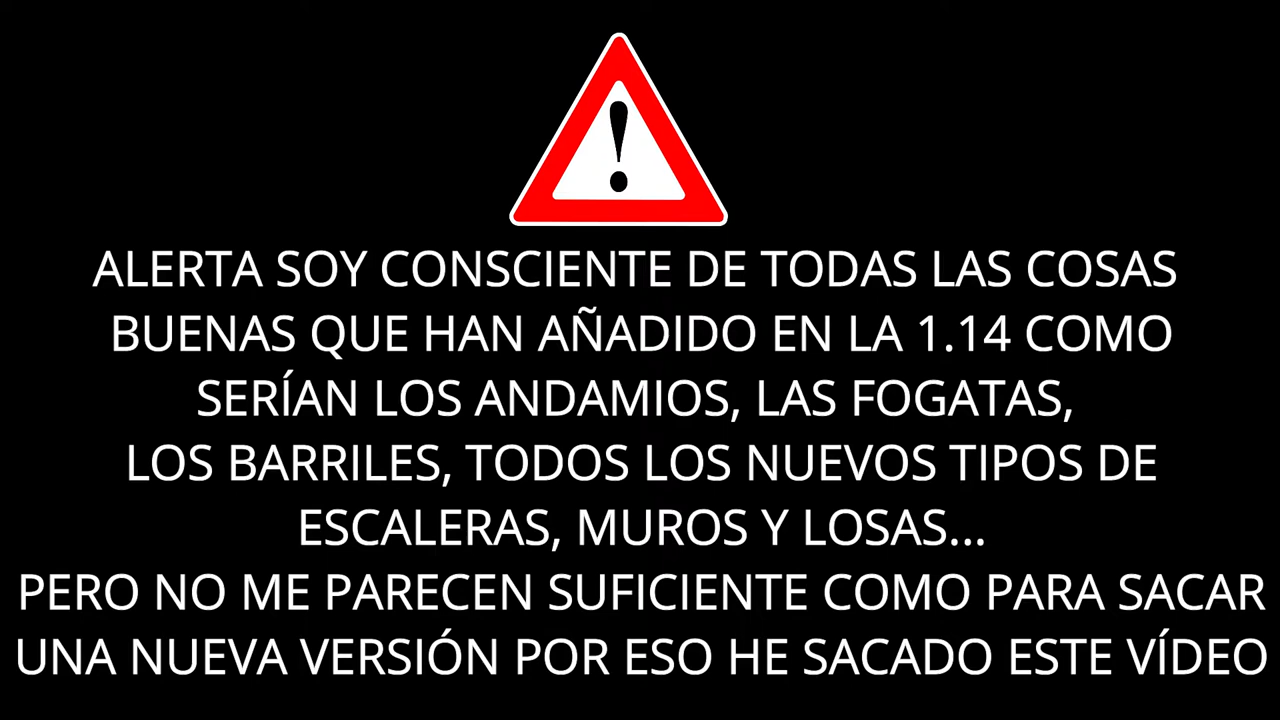 ALERTA SOY CONSCIENTE DE TODAS LAS COSAS
BUENAS QUE HAN AÑADIDO EN LA 1.14 COMO
SERÍAN LOS ANDAMIOS, LAS FOGATAS,
LOS BARRILES, TODOS LOS NUEVOS TIPOS DE
ESCALERAS, MUROS Y LOSAS...
PERO NO ME PARECEN SUFICIENTE COMO PARA SACAR
UNA NUEVA VERSIÓN POR ESO HE SACADO ESTE VÍDEO